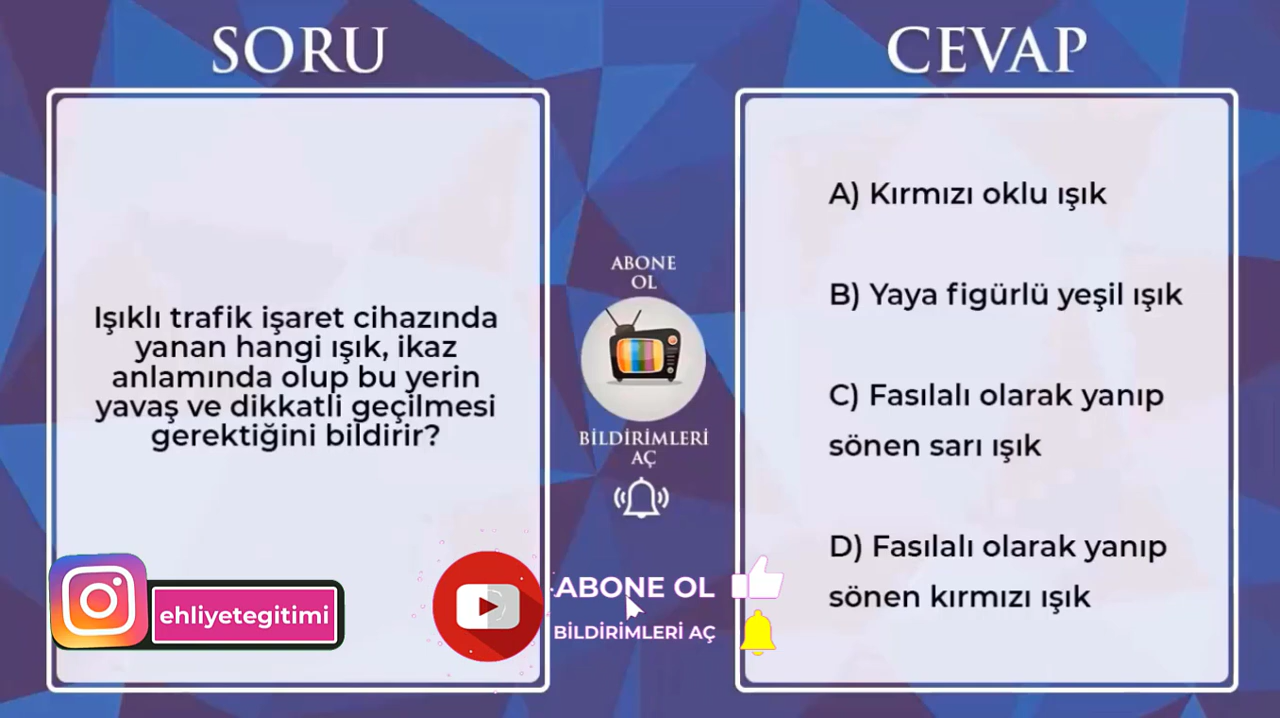 SORU
Işıklı trafik işaret cihazında
yanan hangi ışık, ikaz
anlamında olup bu yerin
yavaş ve dikkatli geçilmesi
gerektiğini bildirir?
ehliyetegitimi
ABONE
OL
BİLDİRİMLERİ
AÇ
ABONE OL
BİLDİRİMLERİ AÇ
CEVAP
A) Kırmızı oklu ışık
B) Yaya figürlü yeşil ışık
C) Fasılalı olarak yanıp
sönen sarı ışık
D) Fasılalı olarak yanıp
sönen kırmızı ışık